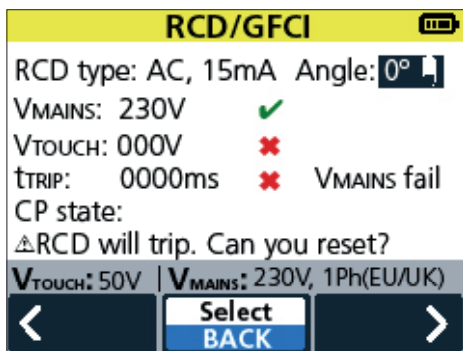 RCD/GFCI
RCD type: AC, 15mA Angle: 0°
VMAINS: 230V ✔
VTOUCH: 000V ✖
tTRIP: 0000ms ✖ VMAINS fail
CP state:
⚠RCD will trip. Can you reset?
VTOUCH: 50V | VMAINS: 230V, 1Ph(EU/UK)
Select
BACK